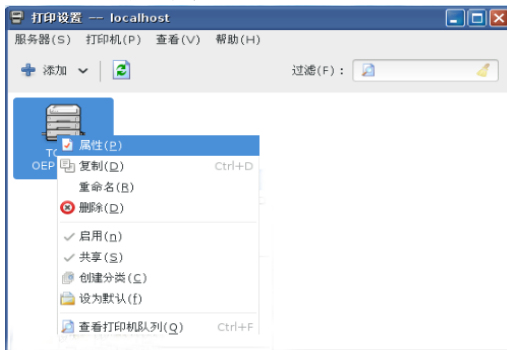 打印设置 —— localhost
服务器(S) 打印机(P) 查看(V) 帮助(H)
添加 过滤(F)：
属性(P)
OEP
复制(D) Ctrl+D
重命名(R)
删除(D)
启用(n)
共享(S)
创建分类(C)
设为默认(f)
查看打印机队列(Q) Ctrl+F